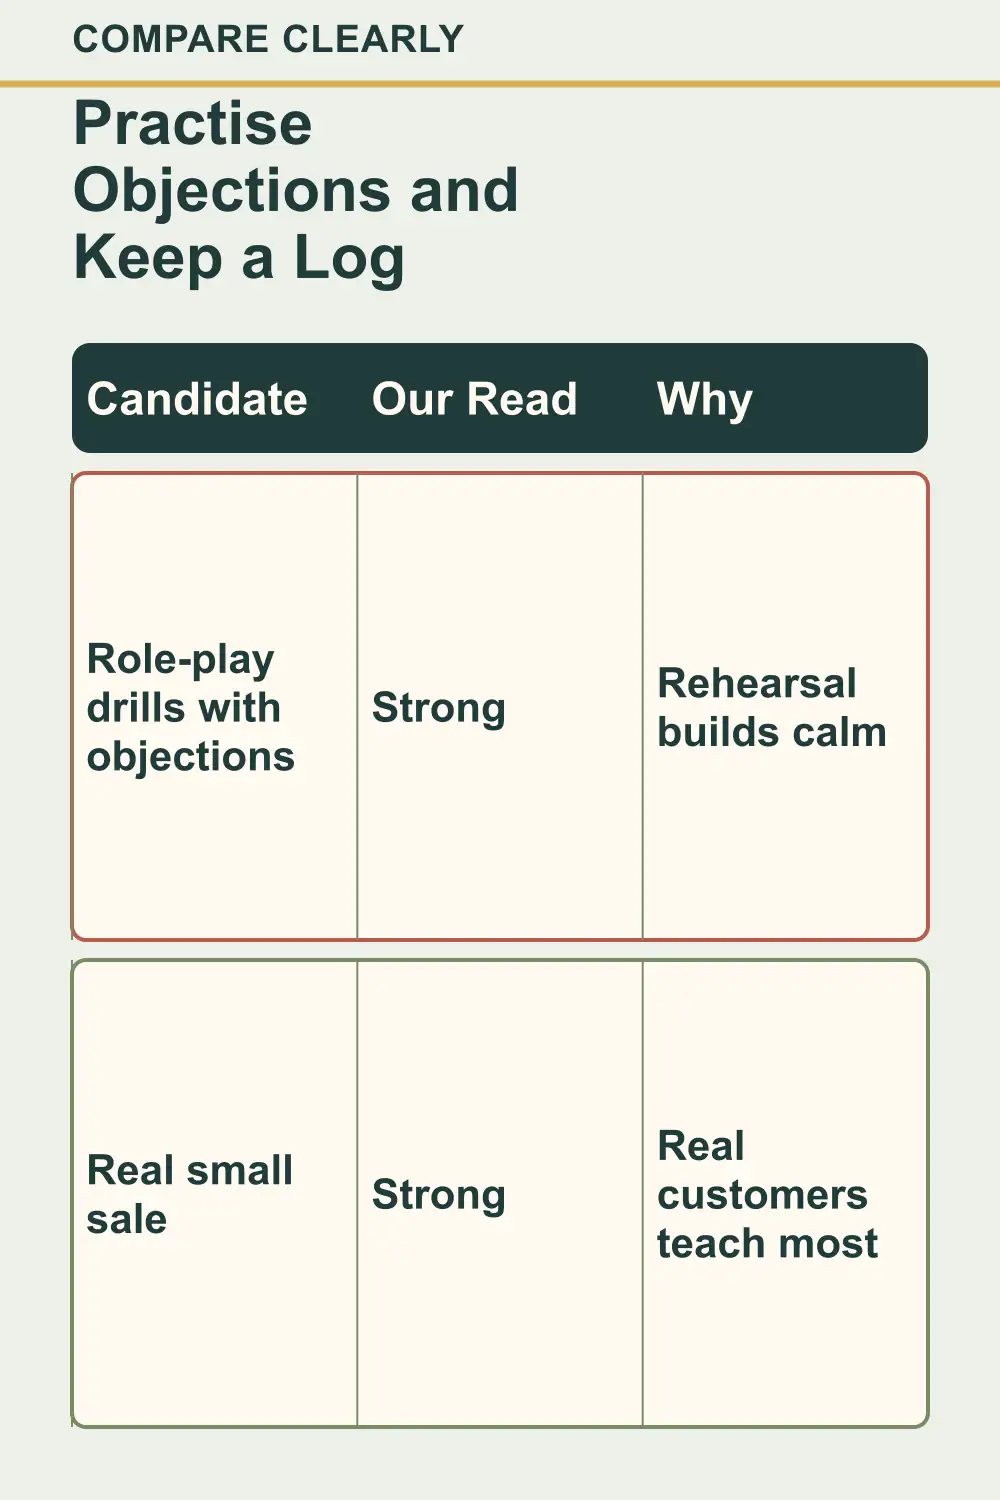 COMPARE CLEARLY
Practise
Objections and
Keep a Log
Candidate Our Read Why
Role-play
drills with
objections
Strong
Rehearsal
builds calm
Real small
sale
Strong
Real
customers
teach most